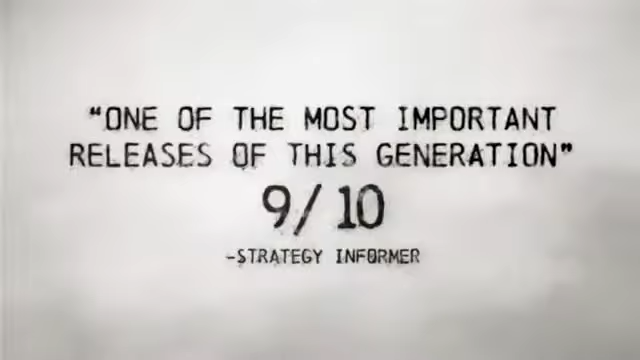 “ONE OF THE MOST IMPORTANT
RELEASES OF THIS GENERATION”
9/10
-STRATEGY INFORMER